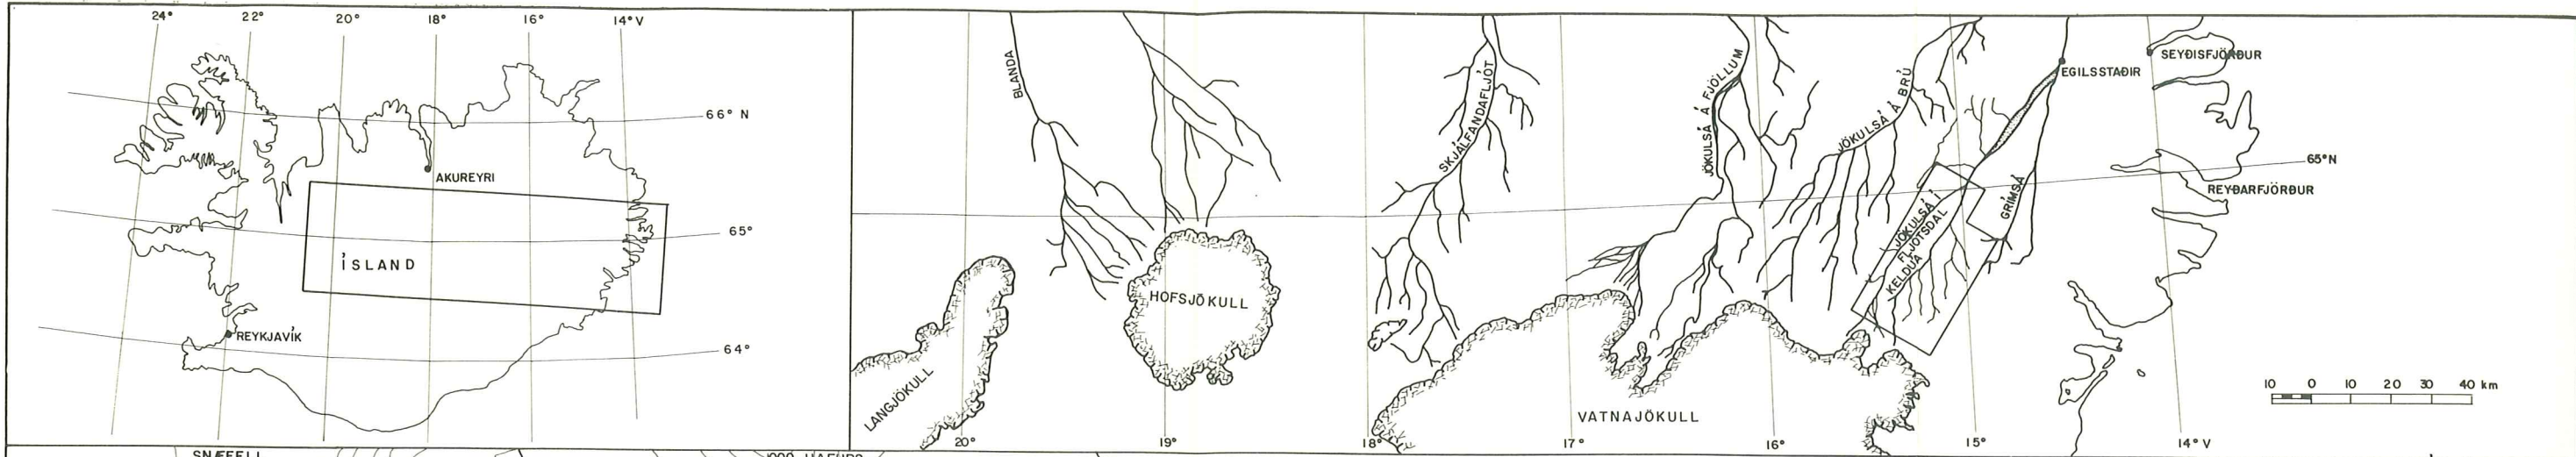 24° 22° 20° 18° 16° 14° V
66° N
AKUREYRI
65°
ÍSLAND
REYKJAVÍK
64°
BLANDA
SKJÁLFANDAFLJÓT
JÖKULSÁ Á FJÖLLUM
JÖKULSÁ Á BRÚ
EGILSSTAÐIR
SEYÐISFJÖRÐUR
65° N
REYÐARFJÖRÐUR
GRÍMSÁ
JÖKULSÁ Í
FLJÓTSDAL
KELDUÁ
HOFSJÖKULL
LANGJÖKULL
VATNAJÖKULL
10 0 10 20 30 40 km
20° 19° 18° 17° 16° 15° 14° V
SNÆFELL